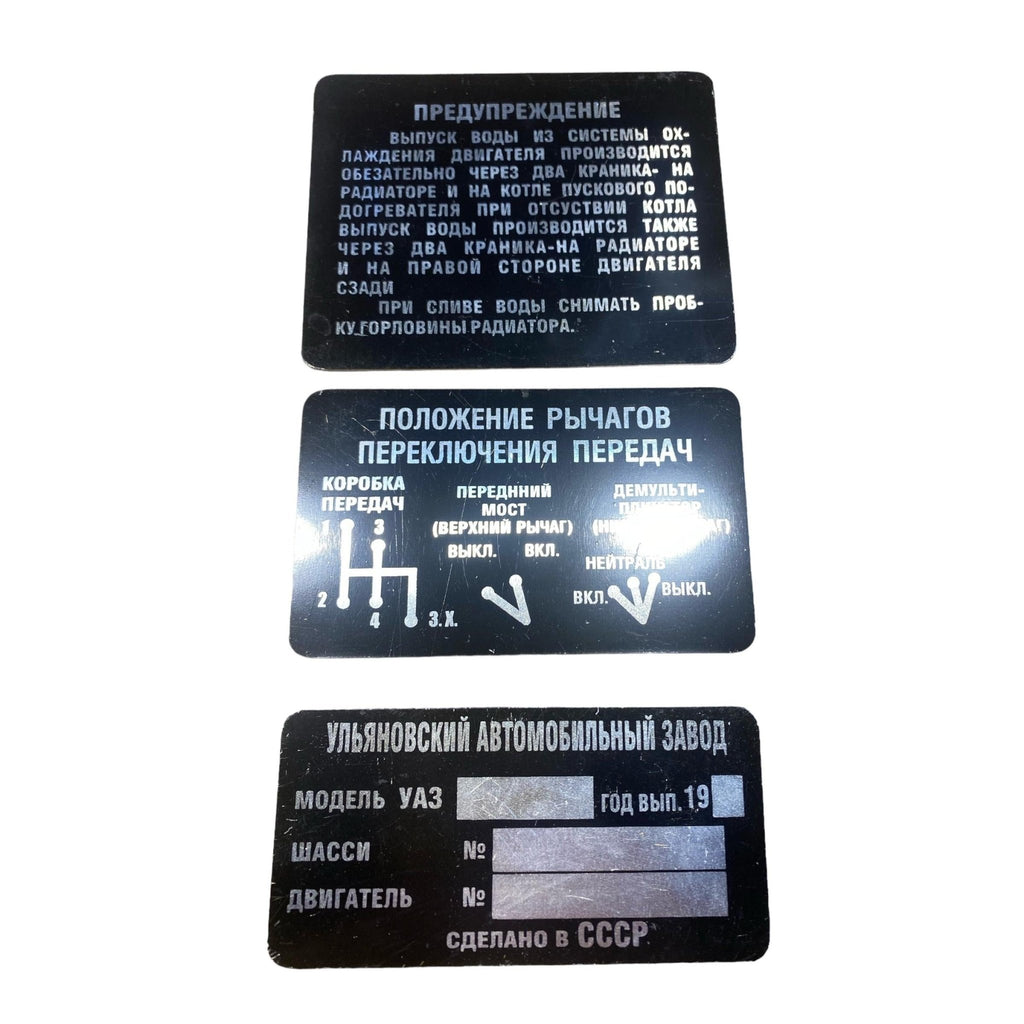 ПРЕДУПРЕЖДЕНИЕ
ВЫПУСК ВОДЫ ИЗ СИСТЕМЫ ОХ-
ЛАЖДЕНИЯ ДВИГАТЕЛЯ ПРОИЗВОДИТСЯ
ОБЕЗАТЕЛЬНО ЧЕРЕЗ ДВА КРАНИКА- НА
РАДИАТОРЕ И НА КОТЛЕ ПУСКОВОГО ПО-
ДОГРЕВАТЕЛЯ ПРИ ОТСУСТВИИ КОТЛА
ВЫПУСК ВОДЫ ПРОИЗВОДИТСЯ ТАКЖЕ
ЧЕРЕЗ ДВА КРАНИКА-НА РАДИАТОРЕ
И НА ПРАВОЙ СТОРОНЕ ДВИГАТЕЛЯ
СЗАДИ
ПРИ СЛИВЕ ВОДЫ СНИМАТЬ ПРОБ-
КУ ГОРЛОВИНЫ РАДИАТОРА.
ПОЛОЖЕНИЕ РЫЧАГОВ
ПЕРЕКЛЮЧЕНИЯ ПЕРЕДАЧ
КОРОБКА
ПЕРЕДАЧ
1 3
2 4 З.Х.
ПЕРЕДННИЙ
МОСТ
(ВЕРХНИЙ РЫЧАГ)
ВЫКЛ. ВКЛ.
ДЕМУЛЬТИ-
НЕЙТРАЛЬ
ВКЛ. ВЫКЛ.
УЛЬЯНОВСКИЙ АВТОМОБИЛЬНЫЙ ЗАВОД
МОДЕЛЬ УАЗ ГОД ВЫП. 19
ШАССИ №
ДВИГАТЕЛЬ №
СДЕЛАНО В СССР